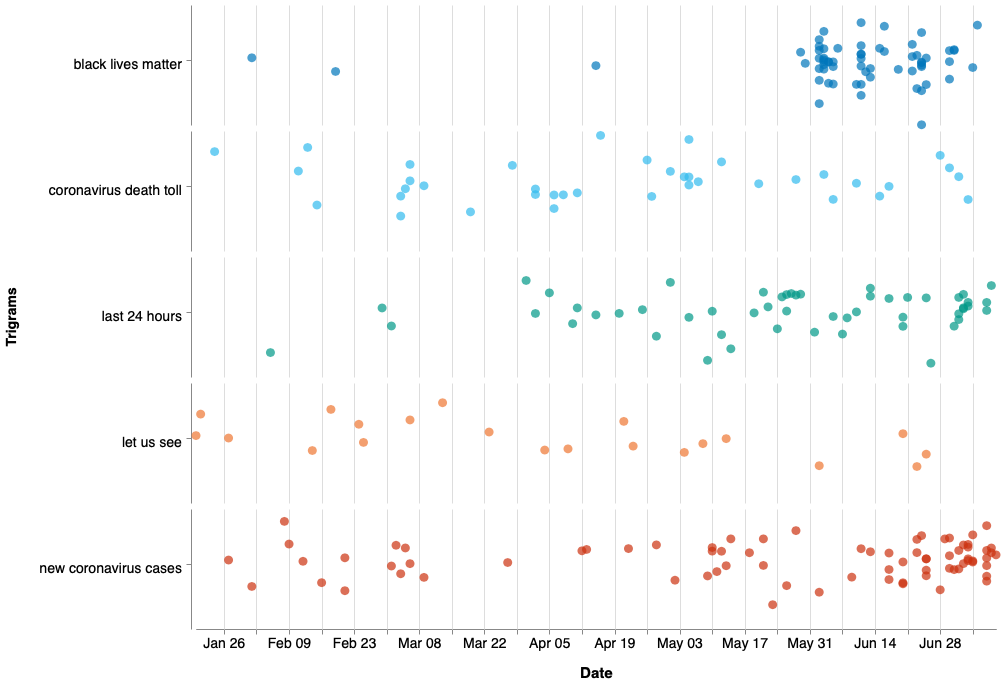 black lives matter
coronavirus death toll
last 24 hours
let us see
new coronavirus cases
Trigrams
Jan 26 Feb 09 Feb 23 Mar 08 Mar 22 Apr 05 Apr 19 May 03 May 17 May 31 Jun 14 Jun 28
Date